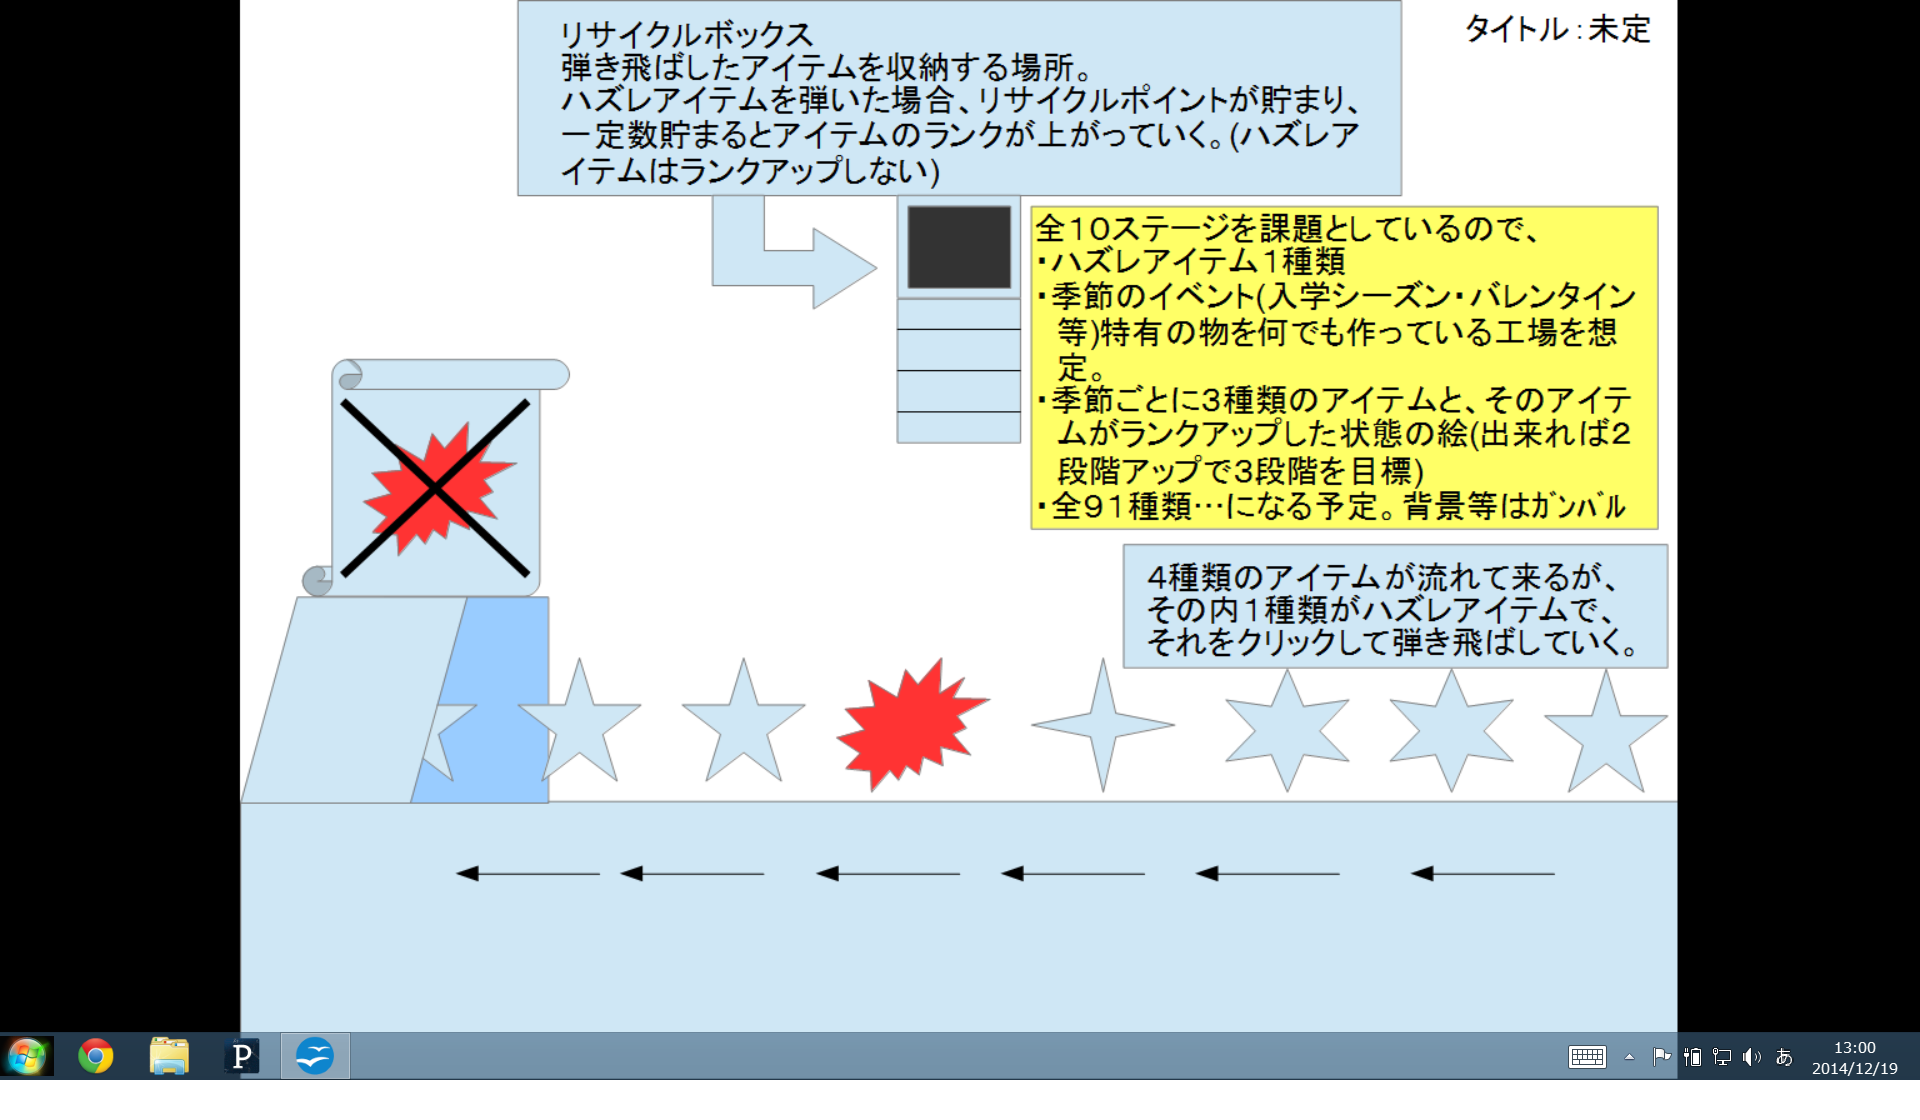 タイトル：未定
リサイクルボックス
弾き飛ばしたアイテムを収納する場所。
ハズレアイテムを弾いた場合、リサイクルポイントが貯まり、
一定数貯まるとアイテムのランクが上がっていく。(ハズレア
イテムはランクアップしない)
全１０ステージを課題としているので、
・ハズレアイテム１種類
・季節のイベント(入学シーズン・バレンタイン
等)特有の物を何でも作っている工場を想
定。
・季節ごとに３種類のアイテムと、そのアイテ
ムがランクアップした状態の絵(出来れば２
段階アップで３段階を目標)
・全９１種類…になる予定。背景等はｶﾞﾝﾊﾞﾙ
４種類のアイテムが流れて来るが、
その内１種類がハズレアイテムで、
それをクリックして弾き飛ばしていく。
P
あ
13:00
2014/12/19